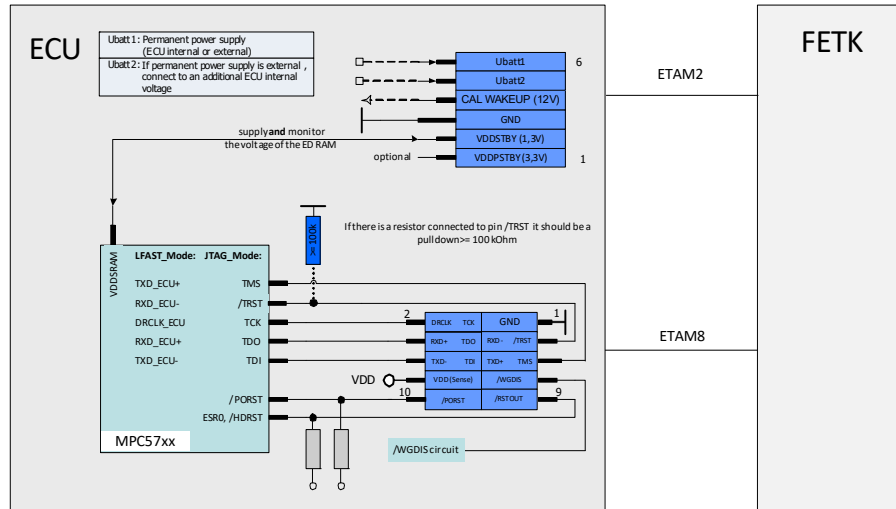 ECU
Ubatt1: Permanent power supply
(ECU internal or external)
Ubatt2: If permanent power supply is external ,
connect to an additional ECU internal
voltage
FETK
Ubatt1
6
Ubatt2
CAL WAKEUP (12V)
GND
VDDSTBY (1,3V)
VDDPSTBY (3,3V)
1
ETAM2
supply and monitor
the voltage of the ED RAM
optional
>= 100k
If there is a resistor connected to pin /TRST it should be a
pull down>= 100 kOhm
VDDSRAM
LFAST_Mode: JTAG_Mode:
TXD_ECU+ TMS
RXD_ECU- /TRST
DRCLK_ECU TCK
RXD_ECU+ TDO
TXD_ECU- TDI
/PORST
ESR0, /HDRST
MPC57xx
2
DRCLK TCK GND
1
RXD+ TDO RXD- /TRST
TXD- TDI TXD+ TMS
VDD
VDD (Sense) /WGDIS
10
/PORST /RSTOUT
9
ETAM8
/WGDIS circuit